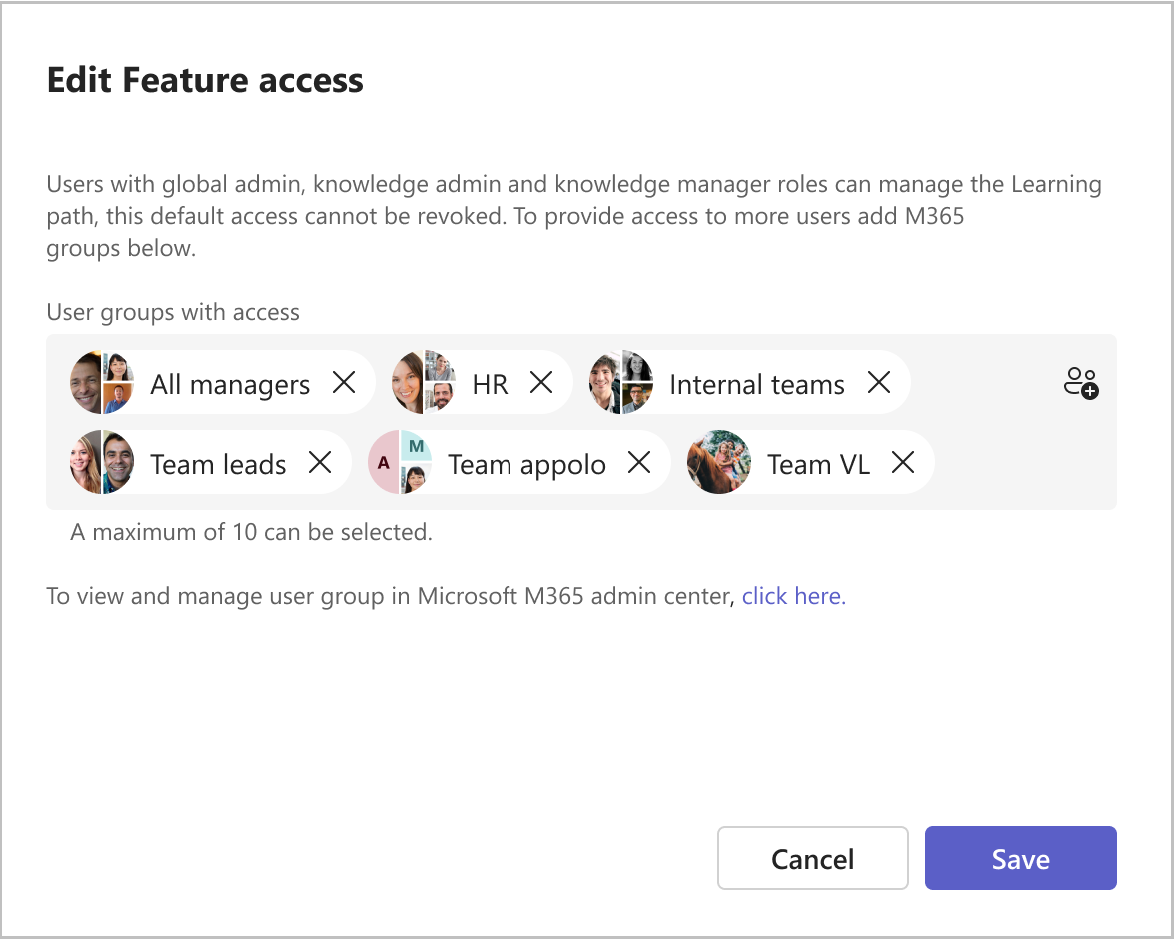 Edit Feature access
Users with global admin, knowledge admin and knowledge manager roles can manage the Learning
path, this default access cannot be revoked. To provide access to more users add M365
groups below.
User groups with access
All managers HR Internal teams
Team leads A M Team appolo Team VL
A maximum of 10 can be selected.
To view and manage user group in Microsoft M365 admin center, click here.
Cancel Save